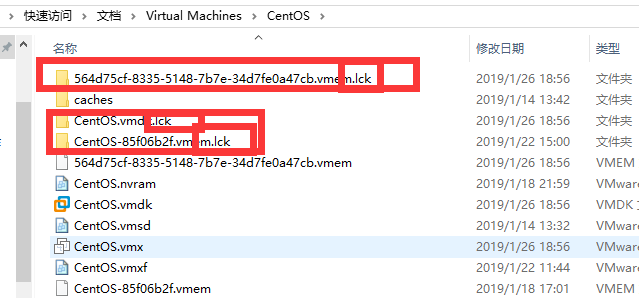 › 快速访问 › 文档 › Virtual Machines › CentOS ›
名称 修改日期 类型
564d75cf-8335-5148-7b7e-34d7fe0a47cb.vmem.lck 2019/1/26 18:56 文件夹
caches 2019/1/14 13:42 文件夹
CentOS.vmdk.lck 2019/1/26 18:56 文件夹
CentOS-85f06b2f.vmem.lck 2019/1/22 15:00 文件夹
564d75cf-8335-5148-7b7e-34d7fe0a47cb.vmem 2019/1/26 18:56 VMEM
CentOS.nvram 2019/1/18 21:59 VMware
CentOS.vmdk 2019/1/26 18:56 VMDK
CentOS.vmsd 2019/1/14 13:32 VMware
CentOS.vmx 2019/1/26 18:56 VMware
CentOS.vmxf 2019/1/22 11:44 VMware
CentOS-85f06b2f.vmem 2019/1/18 17:01 VMEM